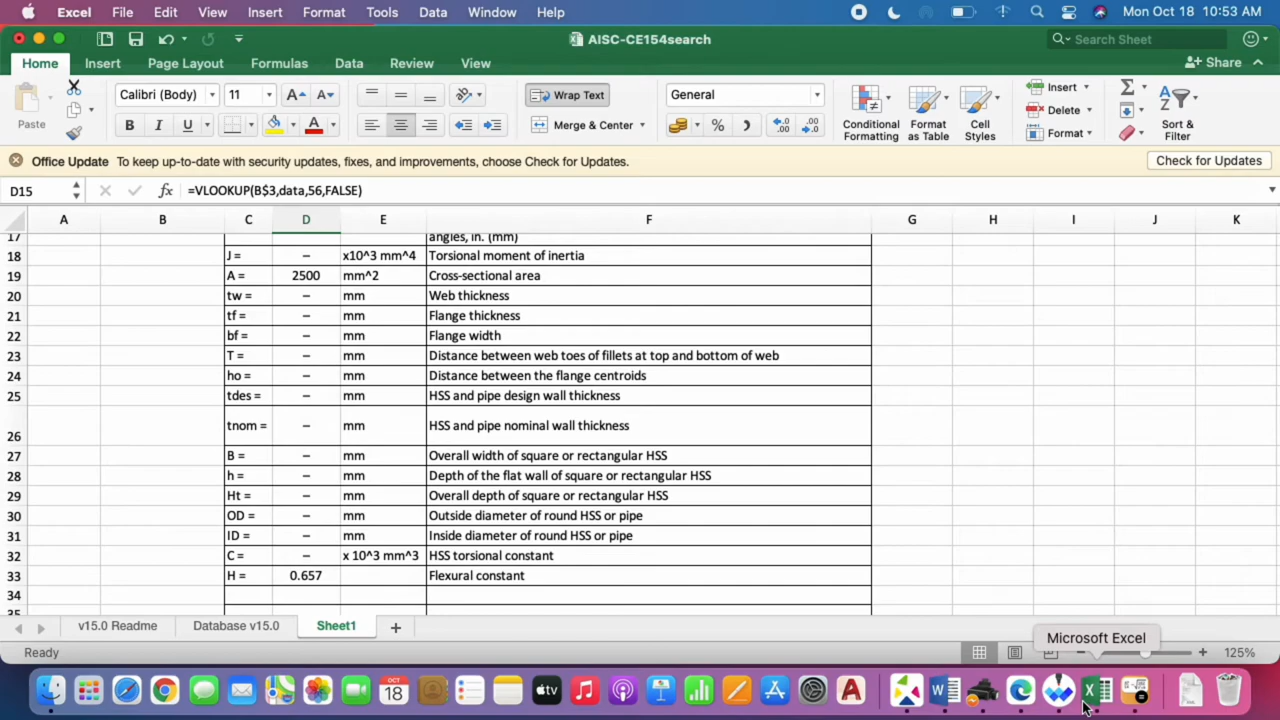 Excel File Edit View Insert Format Tools Data Window Help Mon Oct 18 10:53 AM
AISC-CE154search Search Sheet
Home Insert Page Layout Formulas Data Review View Share
Paste Calibri (Body) 11 A A Wrap Text General Conditional Formatting Format as Table Cell Styles Insert Sort & Filter
B I U A Merge & Center % Delete
Format
Office Update To keep up-to-date with security updates, fixes, and improvements, choose Check for Updates. Check for Updates
D15 fx =VLOOKUP(B$3,data,56,FALSE)
A B C D E F G H I J K
17 angles, in. (mm)
18 J = – x10^3 mm^4 Torsional moment of inertia
19 A = 2500 mm^2 Cross-sectional area
20 tw = – mm Web thickness
21 tf = – mm Flange thickness
22 bf = – mm Flange width
23 T = – mm Distance between web toes of fillets at top and bottom of web
24 ho = – mm Distance between the flange centroids
25 tdes = – mm HSS and pipe design wall thickness
26 tnom = – mm HSS and pipe nominal wall thickness
27 B = – mm Overall width of square or rectangular HSS
28 h = – mm Depth of the flat wall of square or rectangular HSS
29 Ht = – mm Overall depth of square or rectangular HSS
30 OD = – mm Outside diameter of round HSS or pipe
31 ID = – mm Inside diameter of round HSS or pipe
32 C = – x 10^3 mm^3 HSS torsional constant
33 H = 0.657 Flexural constant
34
35
v15.0 Readme Database v15.0 Sheet1 +
Microsoft Excel
Ready 125%
OCT
18
tv